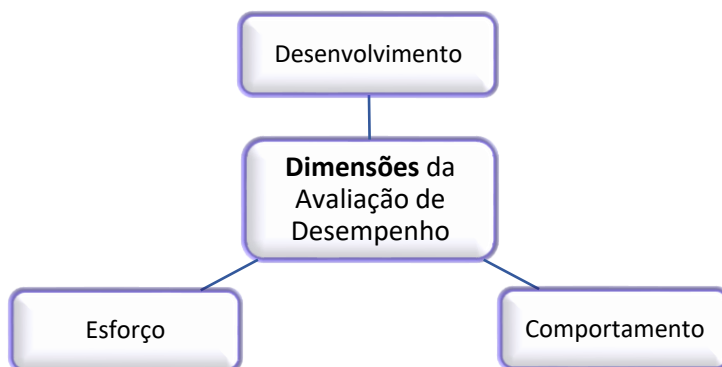 Desenvolvimento
Dimensões da
Avaliação de
Desempenho
Esforço
Comportamento